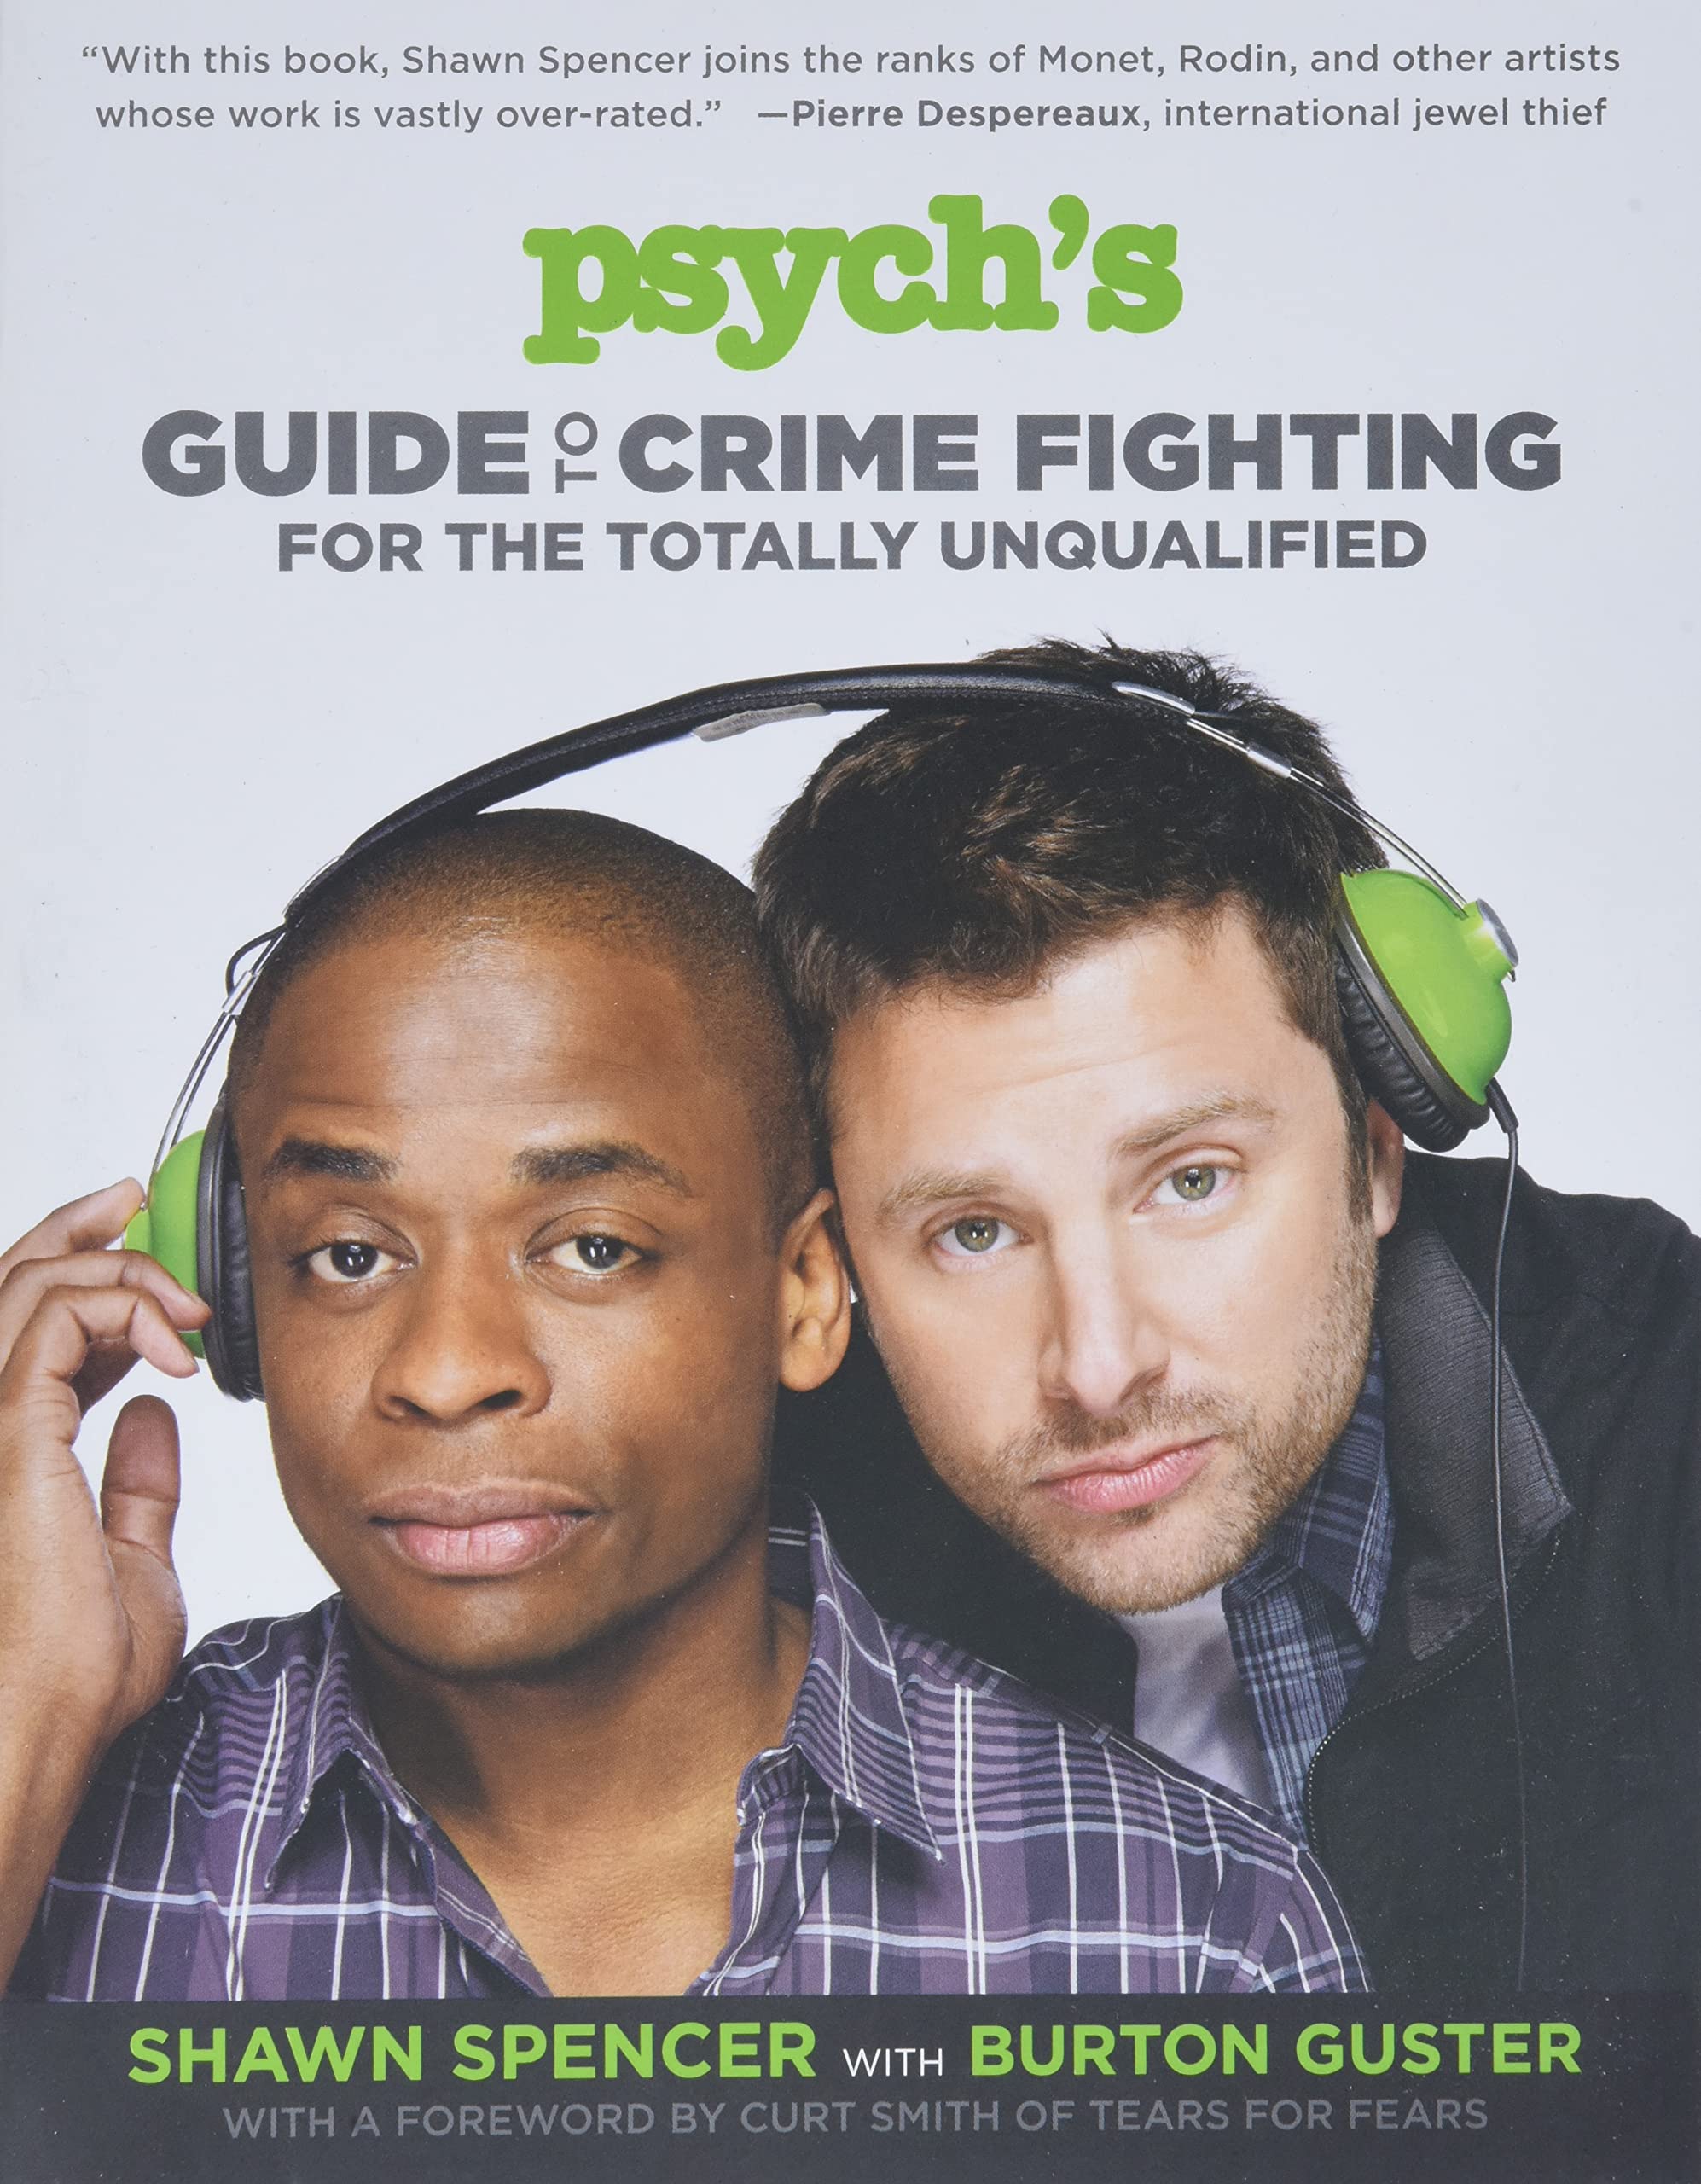 “With this book, Shawn Spencer joins the ranks of Monet, Rodin, and other artists
whose work is vastly over-rated.” —Pierre Despereaux, international jewel thief
psych’s
GUIDE TO CRIME FIGHTING
FOR THE TOTALLY UNQUALIFIED
SHAWN SPENCER WITH BURTON GUSTER
WITH A FOREWORD BY CURT SMITH OF TEARS FOR FEARS